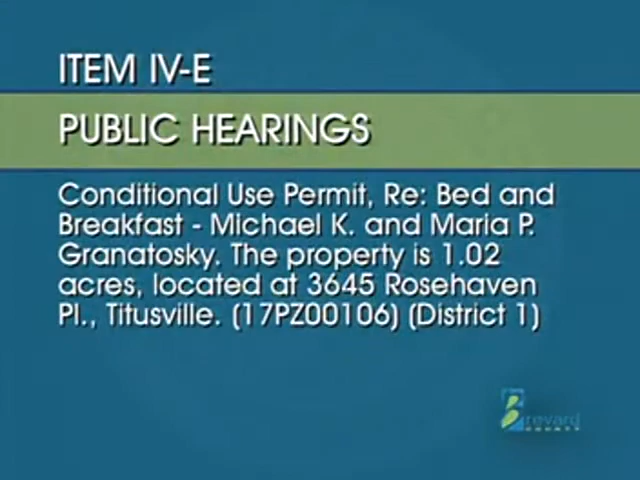 ITEM IV-E
PUBLIC HEARINGS
Conditional Use Permit, Re: Bed and
Breakfast - Michael K. and Maria P.
Granatosky. The property is 1.02
acres, located at 3645 Rosehaven
Pl., Titusville. (17PZ00106) (District 1)
Brevard
COUNTY